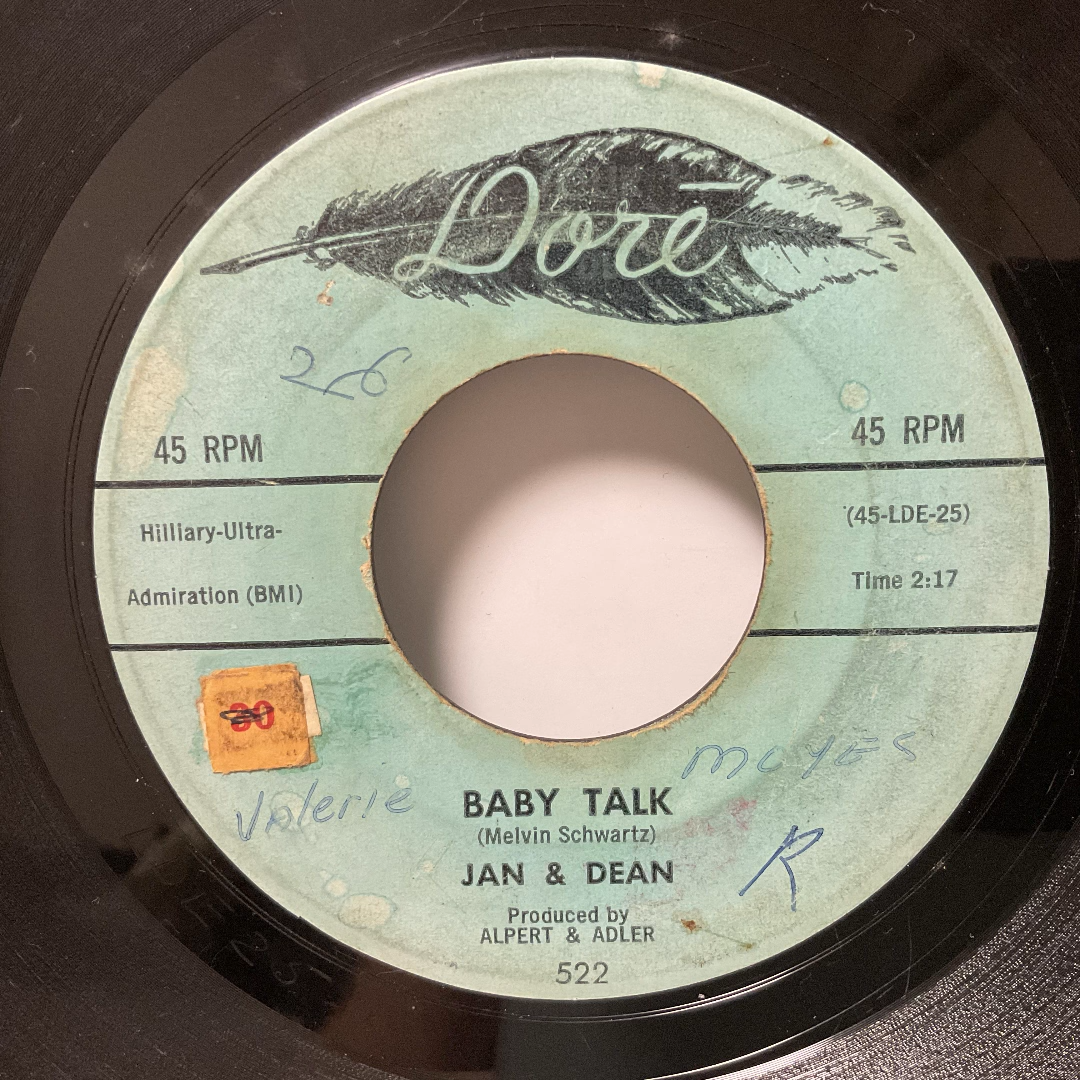 Doré
26
45 RPM
45 RPM
Hilliary-Ultra-
Admiration (BMI)
(45-LDE-25)
Time 2:17
Valerie
MOYES
BABY TALK
(Melvin Schwartz)
R
JAN & DEAN
Produced by
ALPERT & ADLER
522